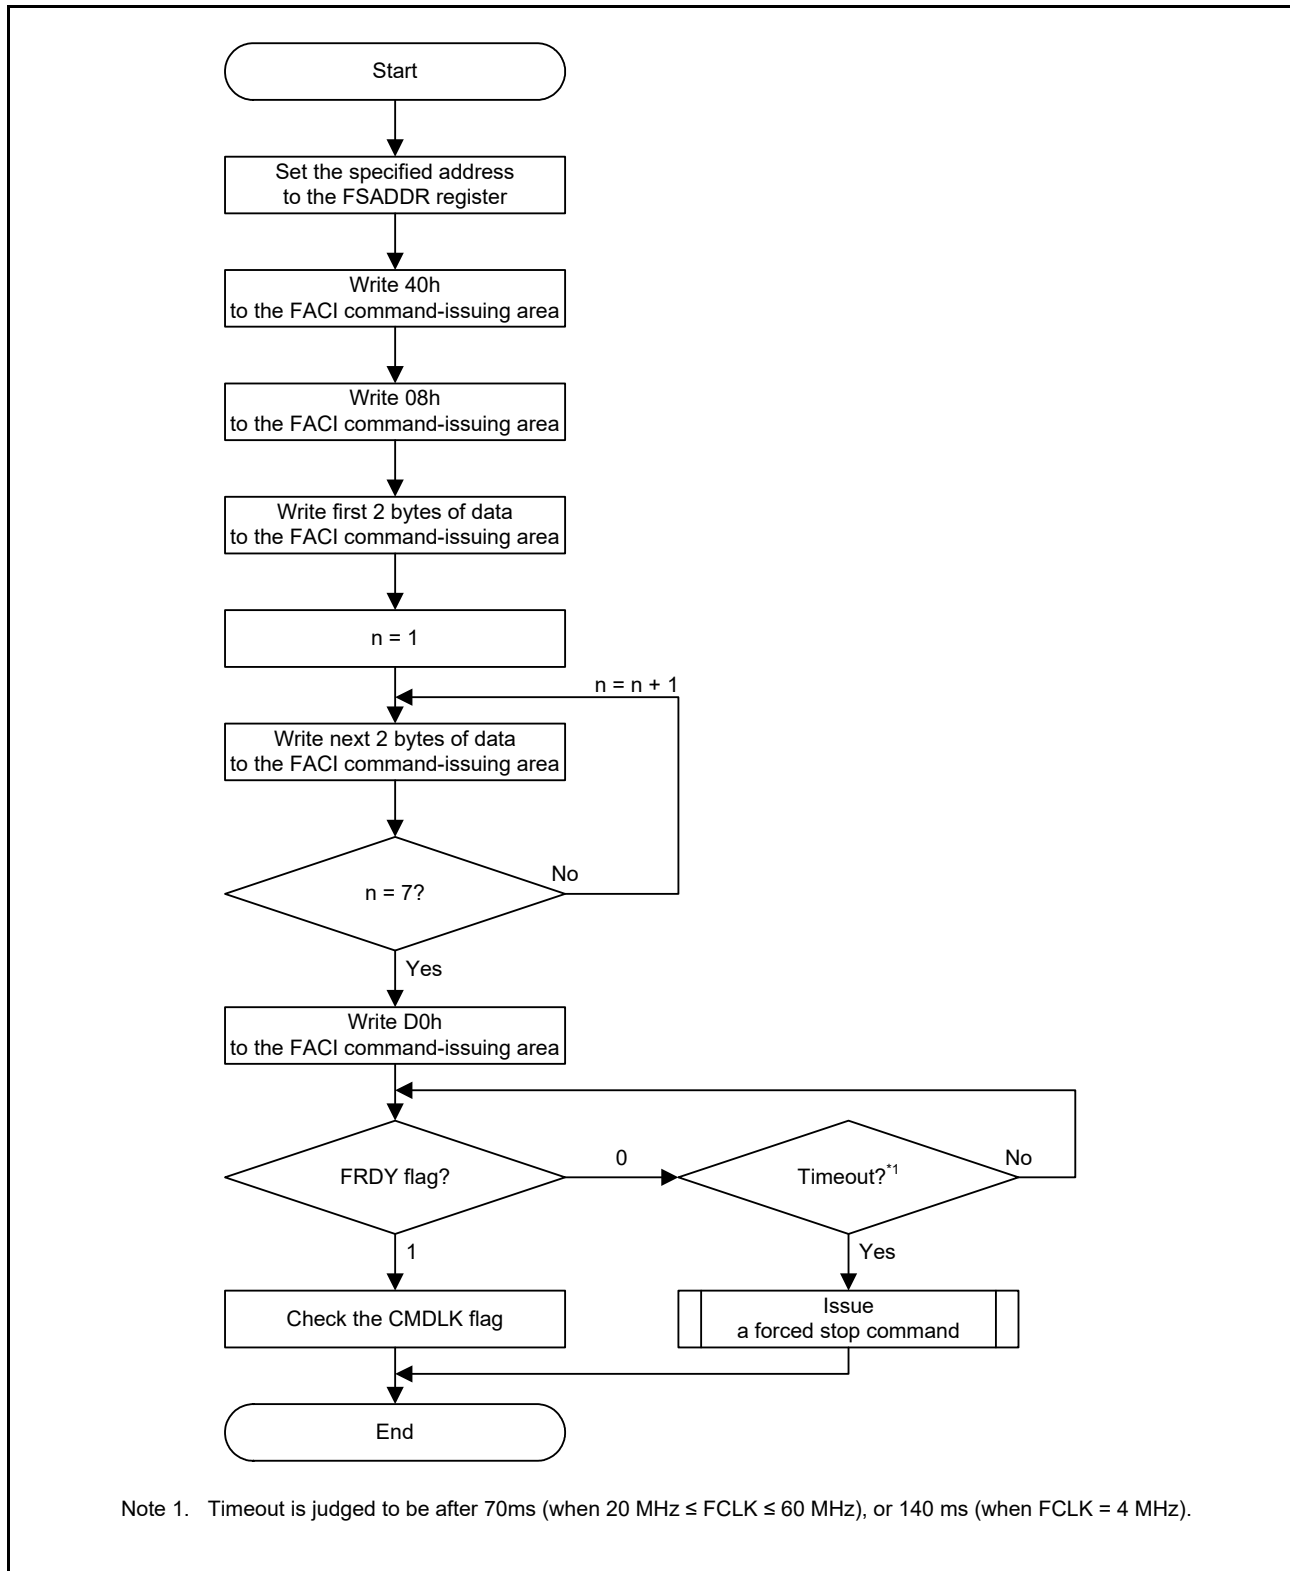 Start
Set the specified address
to the FSADDR register
Write 40h
to the FACI command-issuing area
Write 08h
to the FACI command-issuing area
Write first 2 bytes of data
to the FACI command-issuing area
n = 1
n = n + 1
Write next 2 bytes of data
to the FACI command-issuing area
n = 7?
No
Yes
Write D0h
to the FACI command-issuing area
FRDY flag?
0
Timeout?*1
No
1
Yes
Check the CMDLK flag
Issue
a forced stop command
End
Note 1. Timeout is judged to be after 70ms (when 20 MHz ≤ FCLK ≤ 60 MHz), or 140 ms (when FCLK = 4 MHz).